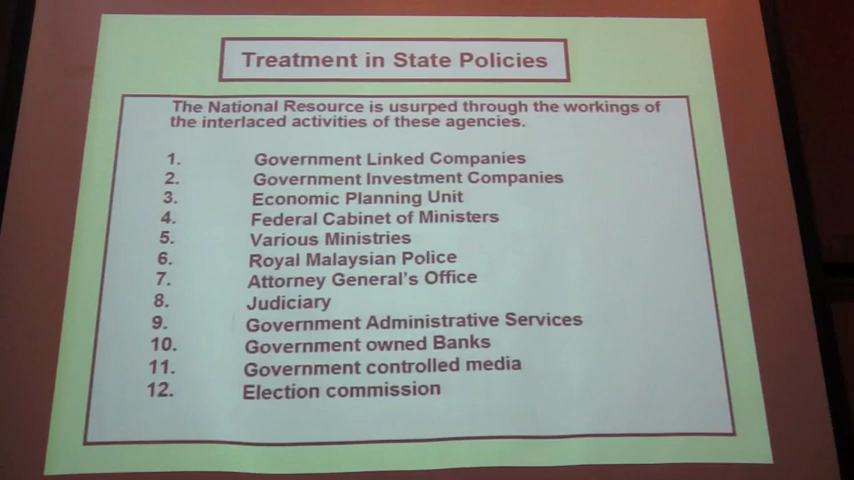 Treatment in State Policies
The National Resource is usurped through the workings of
the interlaced activities of these agencies.
1. Government Linked Companies
2. Government Investment Companies
3. Economic Planning Unit
4. Federal Cabinet of Ministers
5. Various Ministries
6. Royal Malaysian Police
7. Attorney General's Office
8. Judiciary
9. Government Administrative Services
10. Government owned Banks
11. Government controlled media
12. Election commission